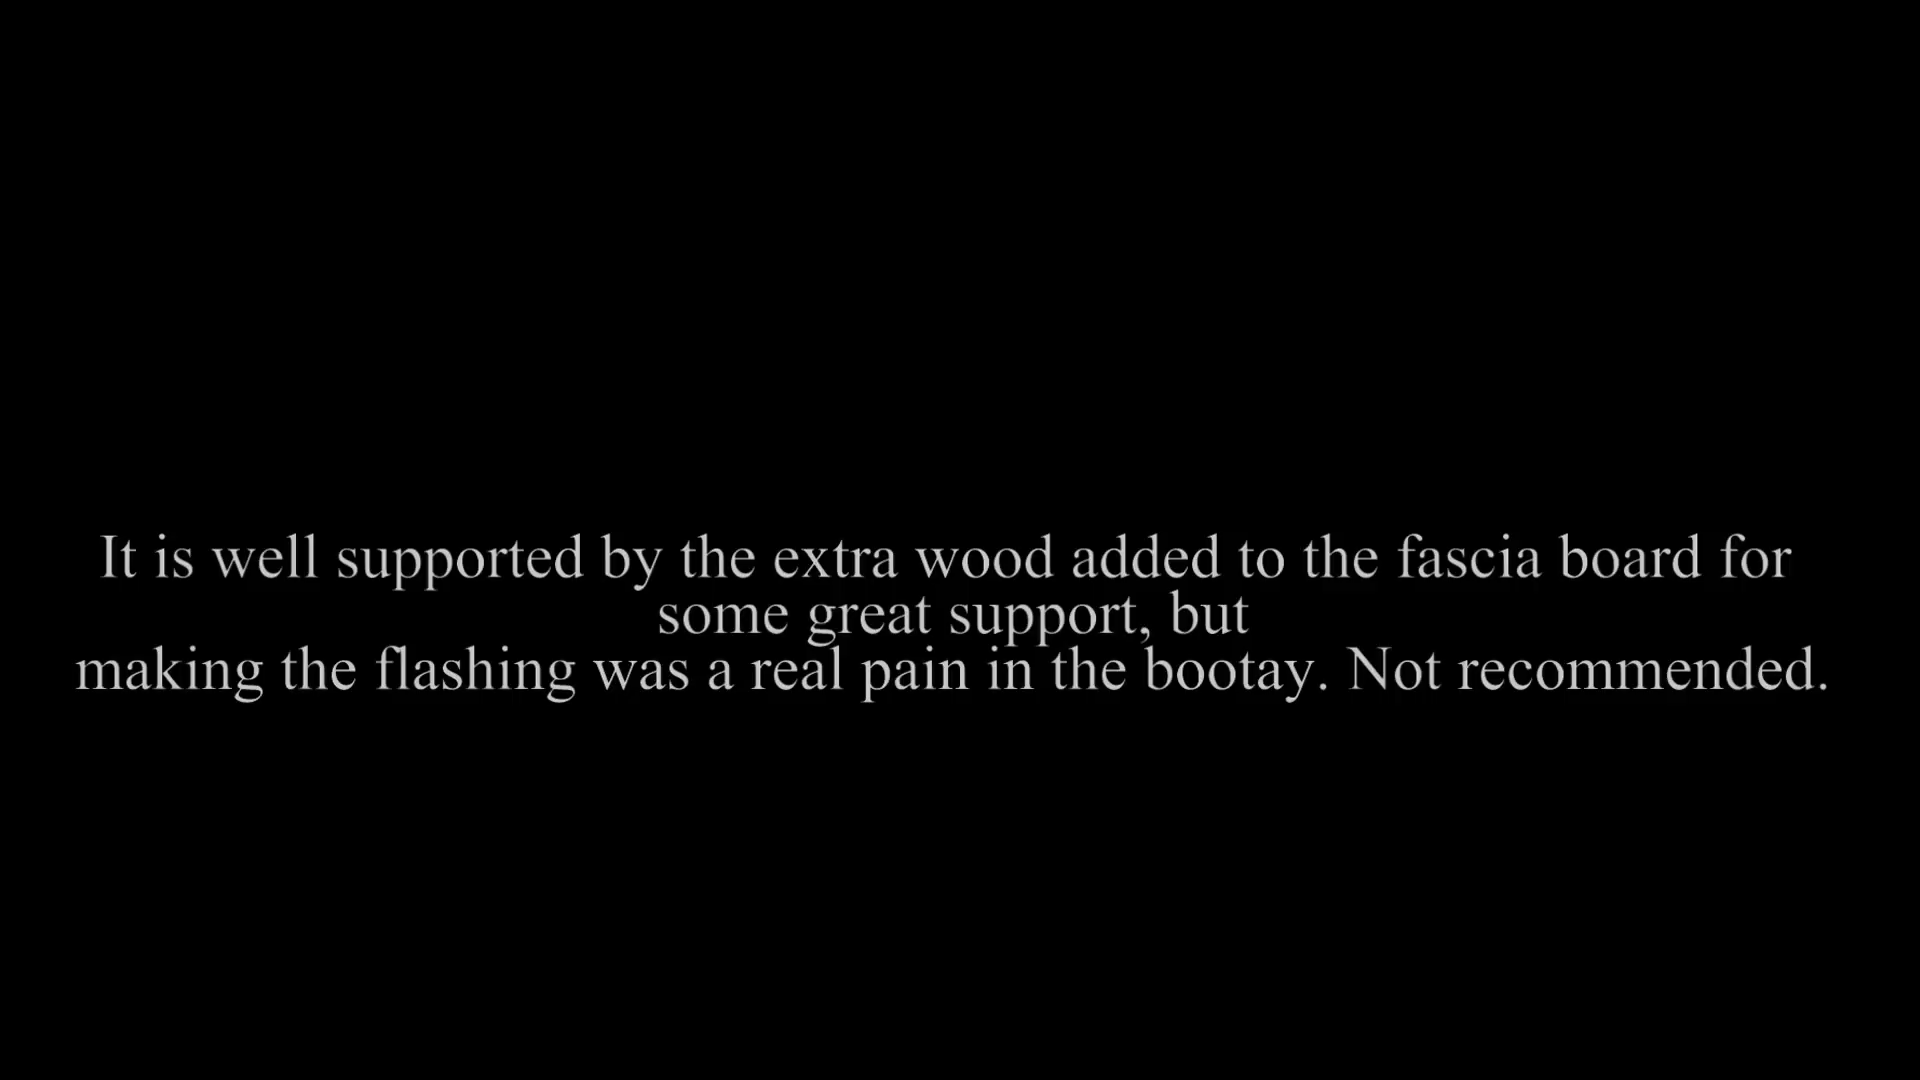 It is well supported by the extra wood added to the fascia board for
some great support, but
making the flashing was a real pain in the bootay. Not recommended.